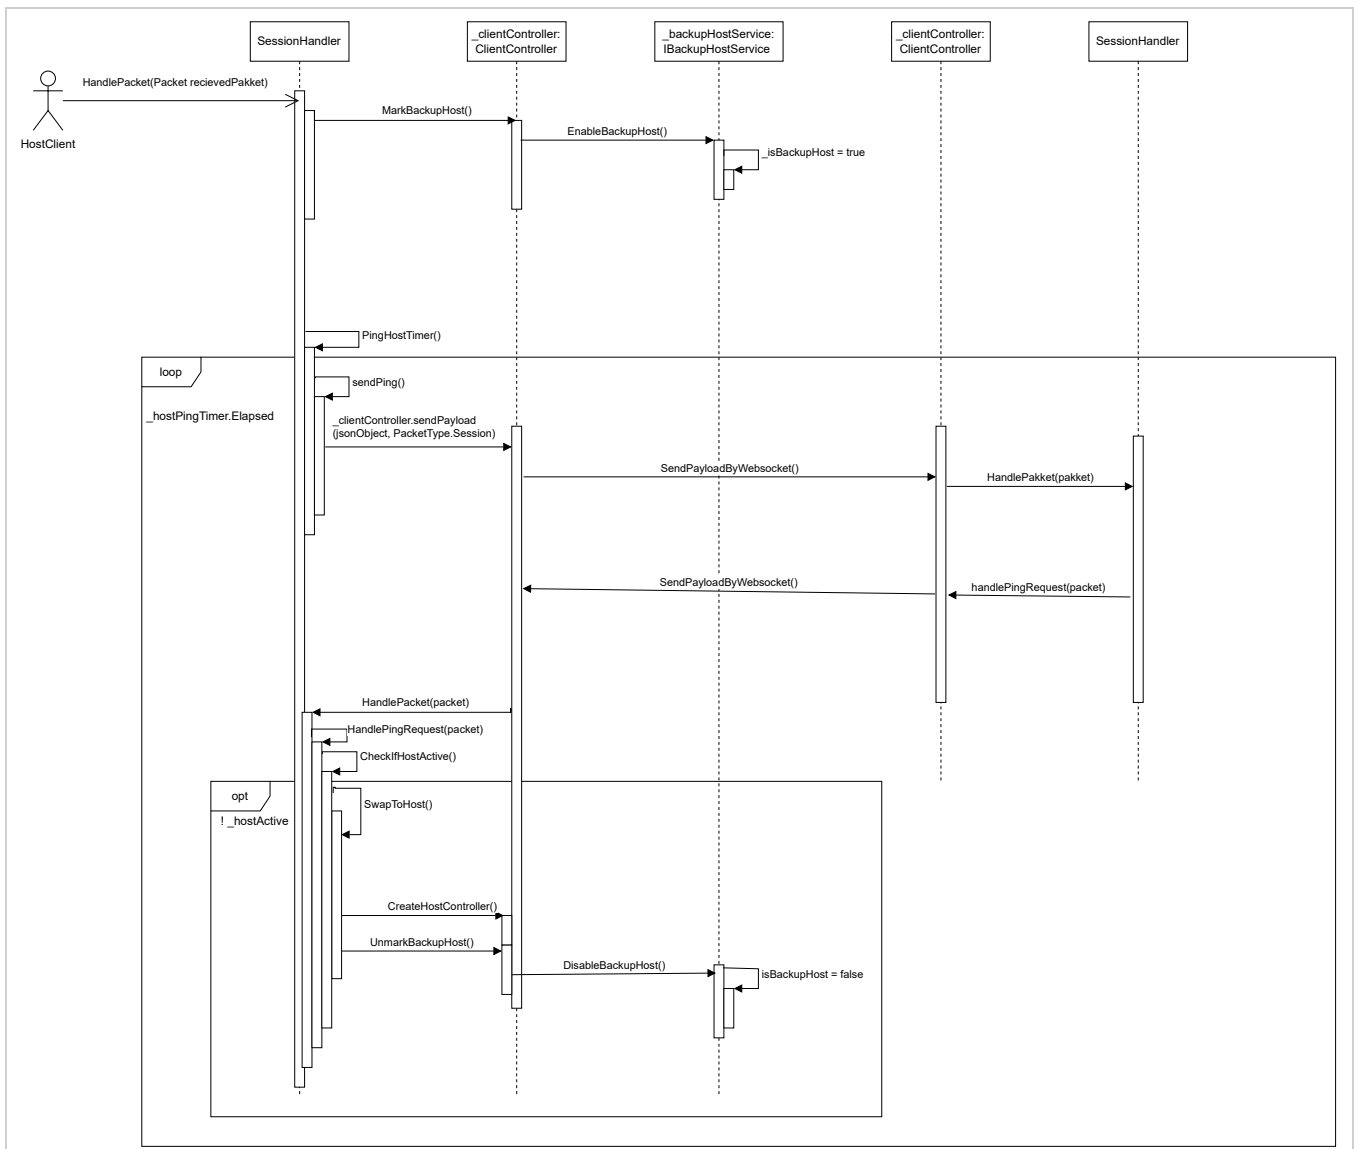 SessionHandler
_clientController:
ClientController
_backupHostService:
IBackupHostService
_clientController:
ClientController
SessionHandler
HostClient
HandlePacket(Packet recievedPakket)
MarkBackupHost()
EnableBackupHost()
_isBackupHost = true
PingHostTimer()
loop
_hostPingTimer.Elapsed
sendPing()
_clientController.sendPayload
(jsonObject, PacketType.Session)
SendPayloadByWebsocket()
HandlePakket(pakket)
SendPayloadByWebsocket()
handlePingRequest(packet)
HandlePacket(packet)
HandlePingRequest(packet)
CheckIfHostActive()
opt
! _hostActive
SwapToHost()
CreateHostController()
UnmarkBackupHost()
DisableBackupHost()
isBackupHost = false